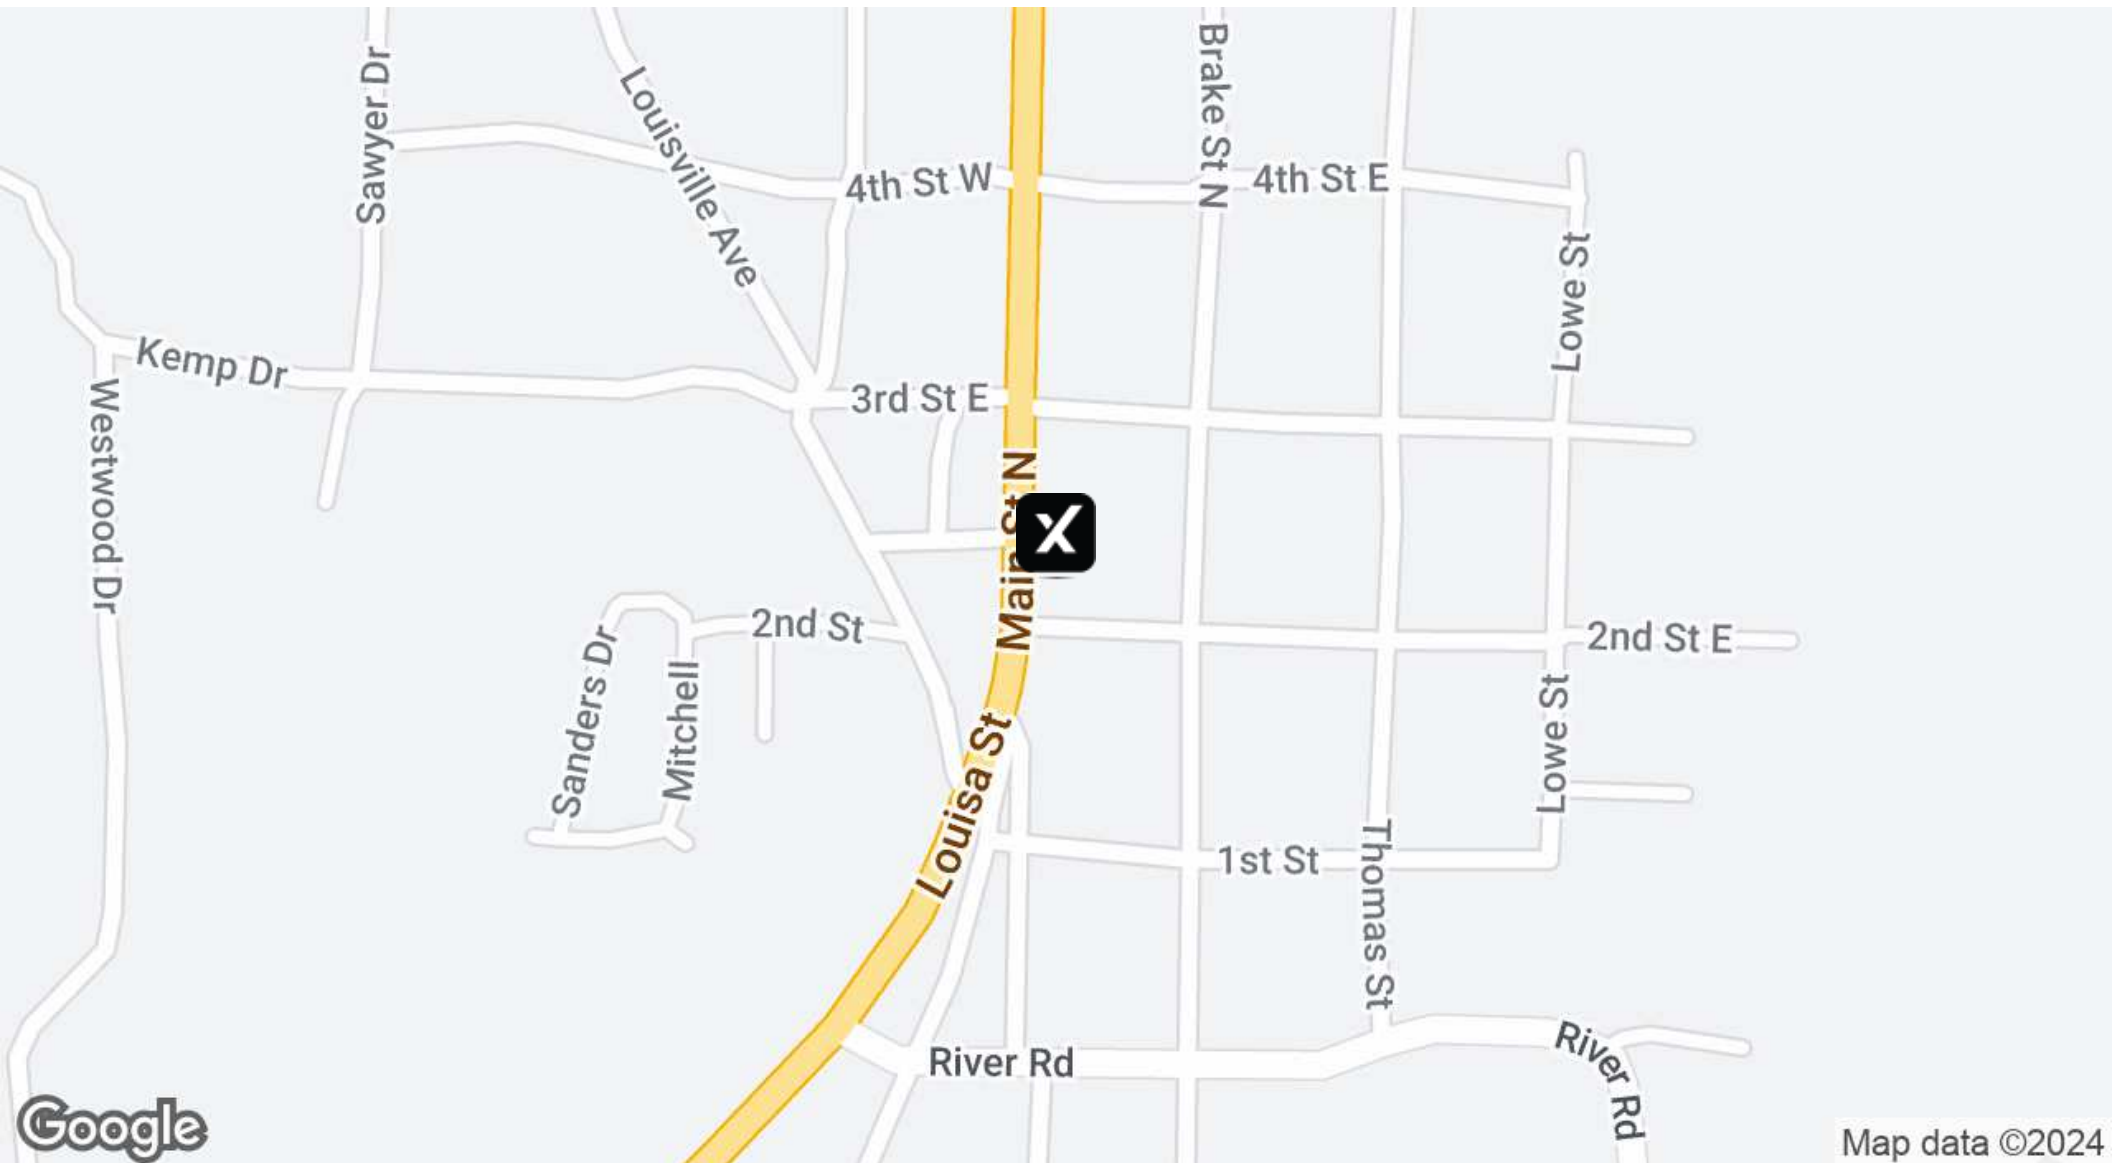 Sawyer Dr
Louisville Ave
Brake St N
4th St W
4th St E
Lowe St
Kemp Dr
3rd St E
Westwood Dr
Main St N
X
2nd St
2nd St E
Sanders Dr
Mitchell
Lowe St
Louisa St
1st St
Thomas St
River Rd
River Rd
Google
Map data ©2024